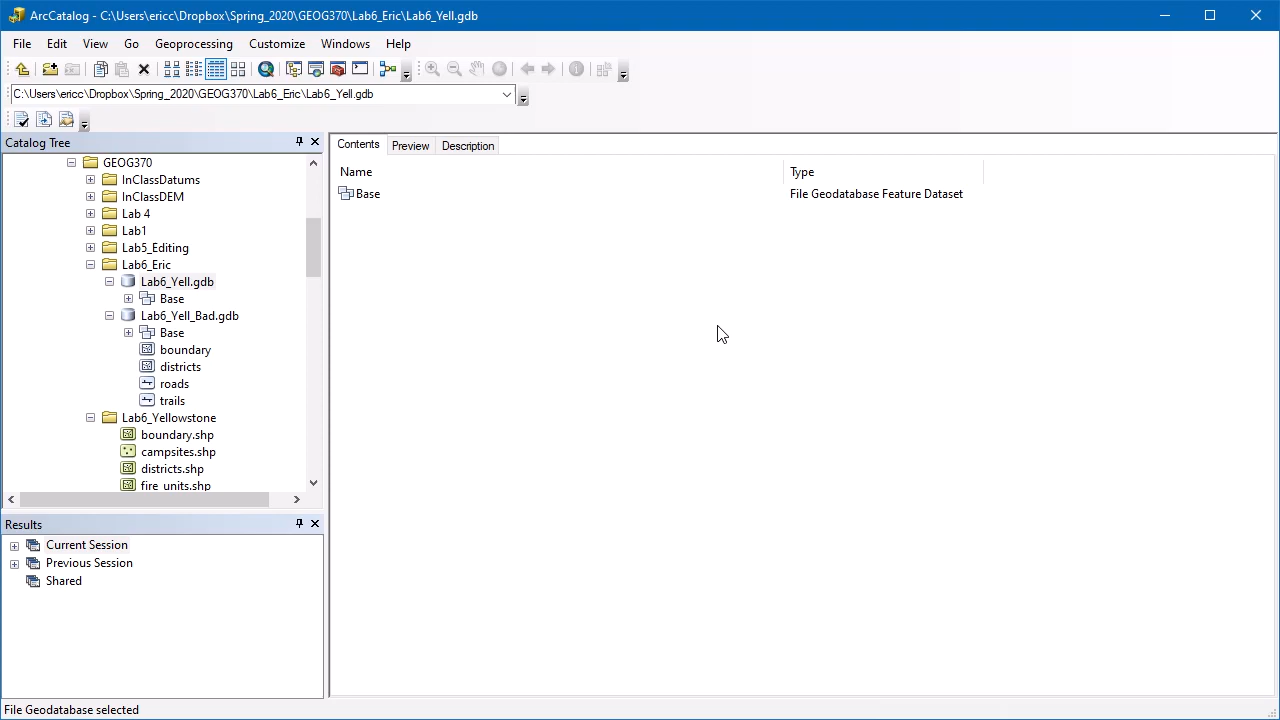 ArcCatalog - C:\Users\ericc\Dropbox\Spring_2020\GEOG370\Lab6_Eric\Lab6_Yell.gdb
File Edit View Go Geoprocessing Customize Windows Help
C:\Users\ericc\Dropbox\Spring_2020\GEOG370\Lab6_Eric\Lab6_Yell.gdb
Catalog Tree
GEOG370
InClassDatums
InClassDEM
Lab 4
Lab1
Lab5_Editing
Lab6_Eric
Lab6_Yell.gdb
Base
Lab6_Yell_Bad.gdb
Base
boundary
districts
roads
trails
Lab6_Yellowstone
boundary.shp
campsites.shp
districts.shp
fire_units.shp
Results
Current Session
Previous Session
Shared
Contents Preview Description
Name Type
Base File Geodatabase Feature Dataset
File Geodatabase selected